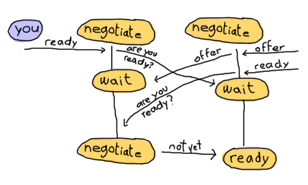 you
negotiate
negotiate
ready
are you
ready?
offer
offer
ready
wait
wait
are you
ready?
negotiate
not yet
ready